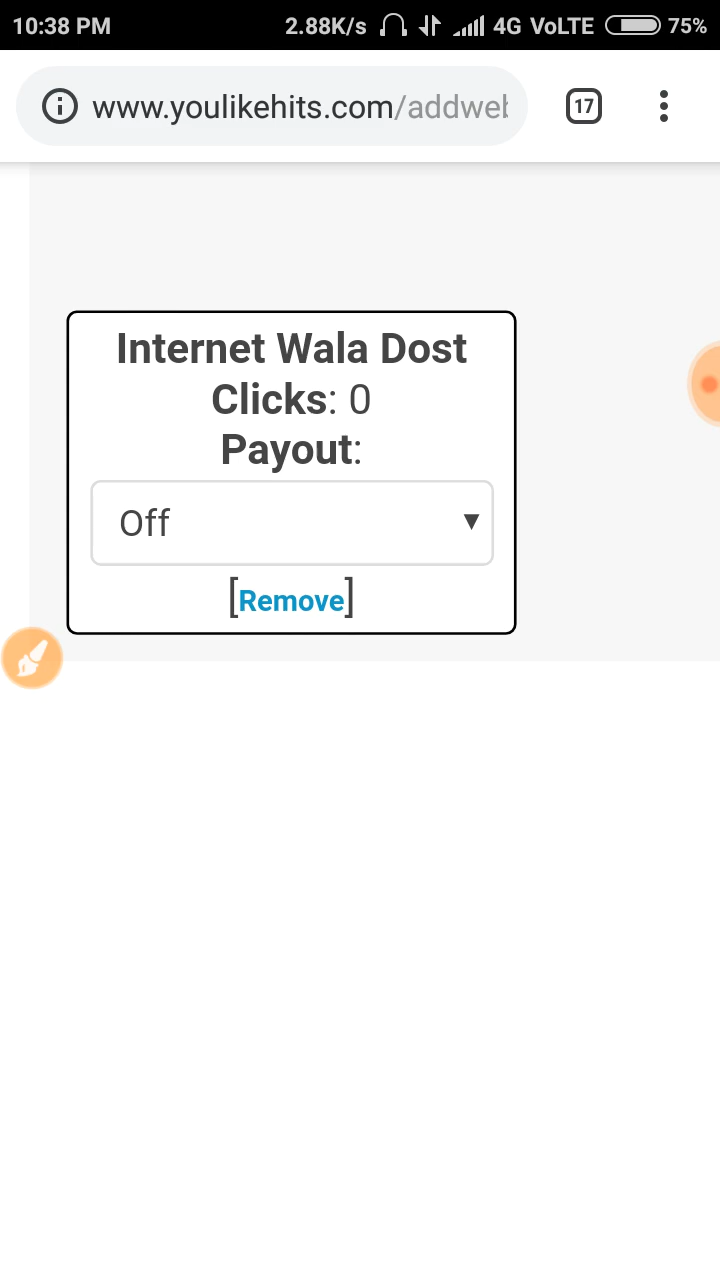 10:38 PM 2.88K/s 4G VoLTE 75%
www.youlikehits.com/addwel 17
Internet Wala Dost
Clicks: 0
Payout:
Off
[Remove]